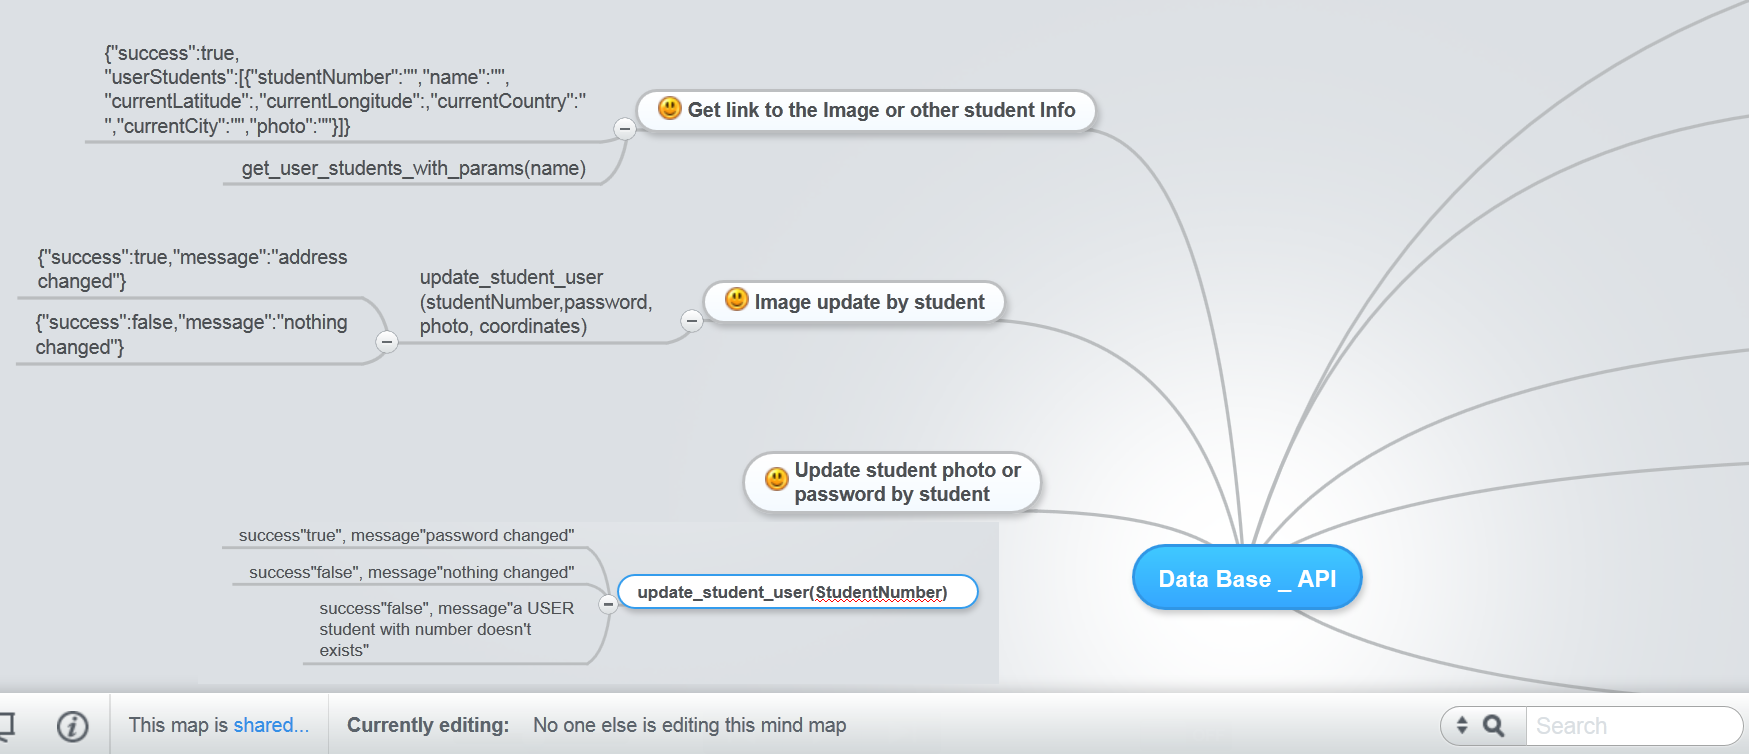 {"success":true,
"userStudents":[{"studentNumber":"","name":"",
"currentLatitude":,"currentLongitude":,"currentCountry":"
","currentCity":"","photo":""}]}
get_user_students_with_params(name)
Get link to the Image or other student Info
{"success":true,"message":"address
changed"}
{"success":false,"message":"nothing
changed"}
update_student_user
(studentNumber,password,
photo, coordinates)
Image update by student
Update student photo or
password by student
success"true", message"password changed"
success"false", message"nothing changed"
success"false", message"a USER
student with number doesn't
exists"
update_student_user(StudentNumber)
Data Base _ API
This map is shared...
Currently editing: No one else is editing this mind map
Search